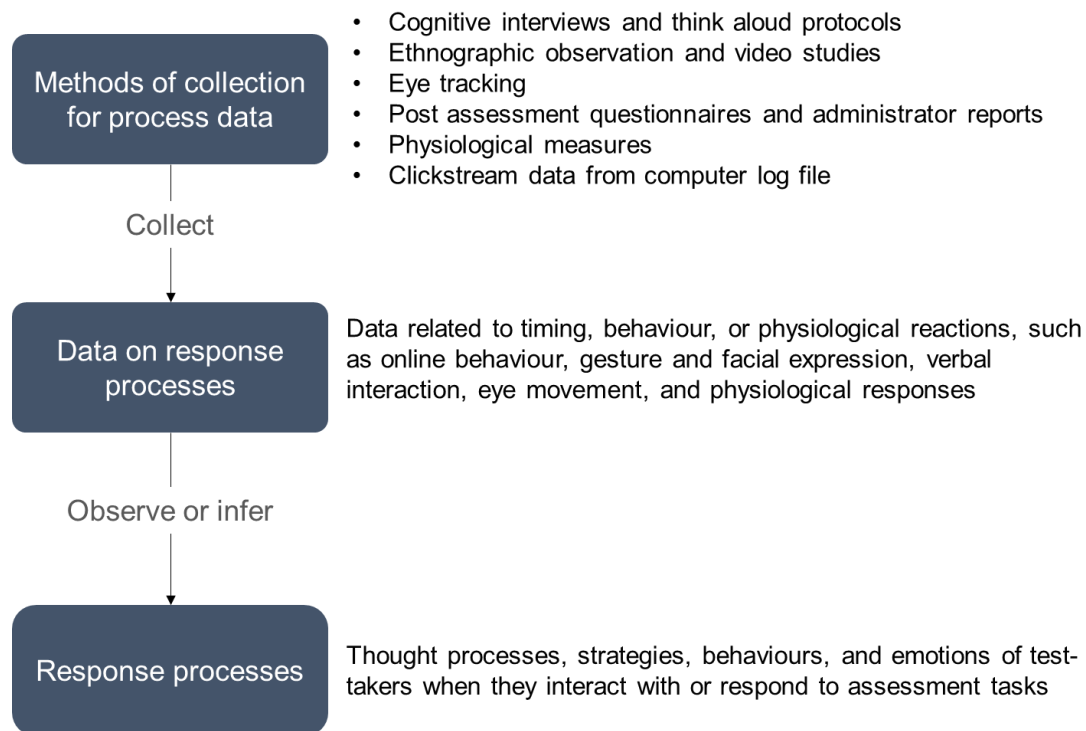 Methods of collection
for process data
• Cognitive interviews and think aloud protocols
• Ethnographic observation and video studies
• Eye tracking
• Post assessment questionnaires and administrator reports
• Physiological measures
• Clickstream data from computer log file
Collect
Data on response
processes
Data related to timing, behaviour, or physiological reactions, such
as online behaviour, gesture and facial expression, verbal
interaction, eye movement, and physiological responses
Observe or infer
Response processes
Thought processes, strategies, behaviours, and emotions of test-
takers when they interact with or respond to assessment tasks